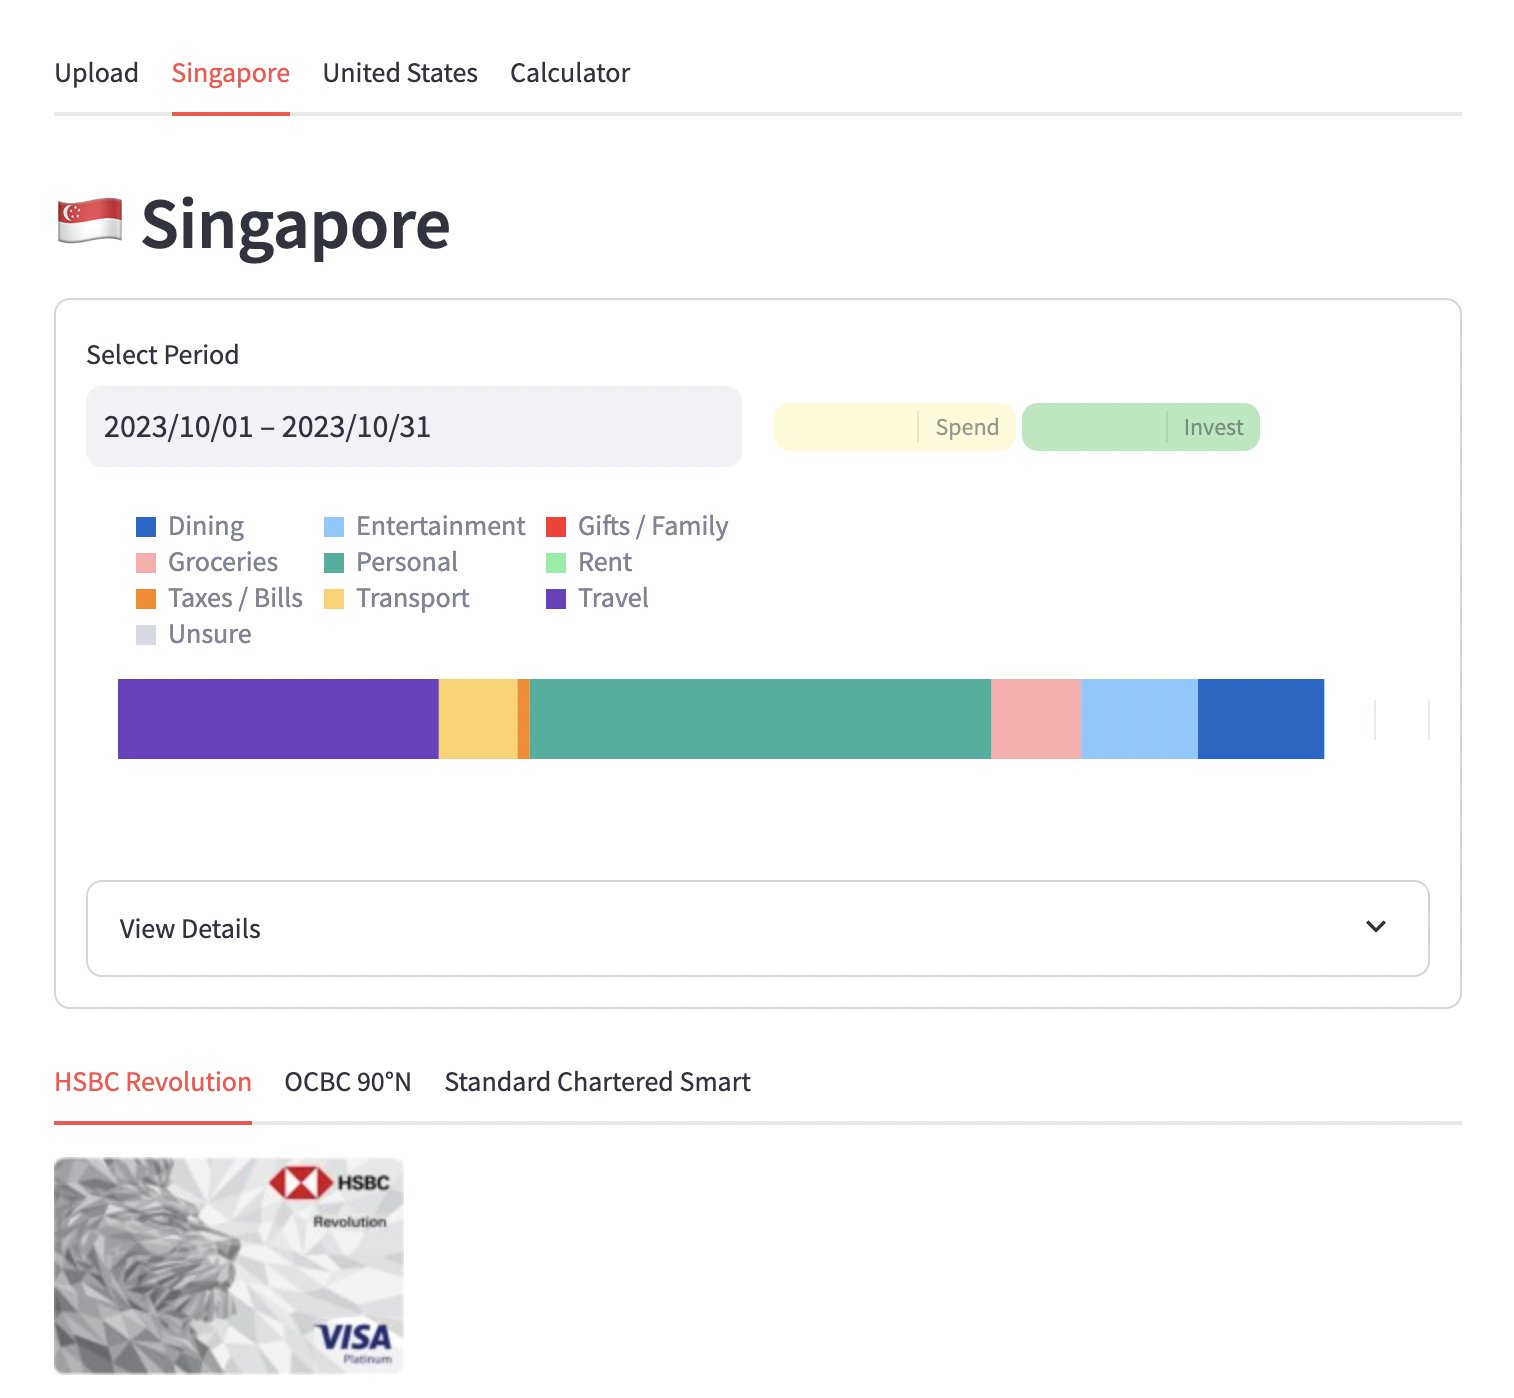 Upload Singapore United States Calculator
Singapore
Select Period
2023/10/01 – 2023/10/31
Spend Invest
Dining Entertainment Gifts / Family
Groceries Personal Rent
Taxes / Bills Transport Travel
Unsure
View Details
HSBC Revolution OCBC 90°N Standard Chartered Smart
HSBC
Revolution
VISA
Platinum